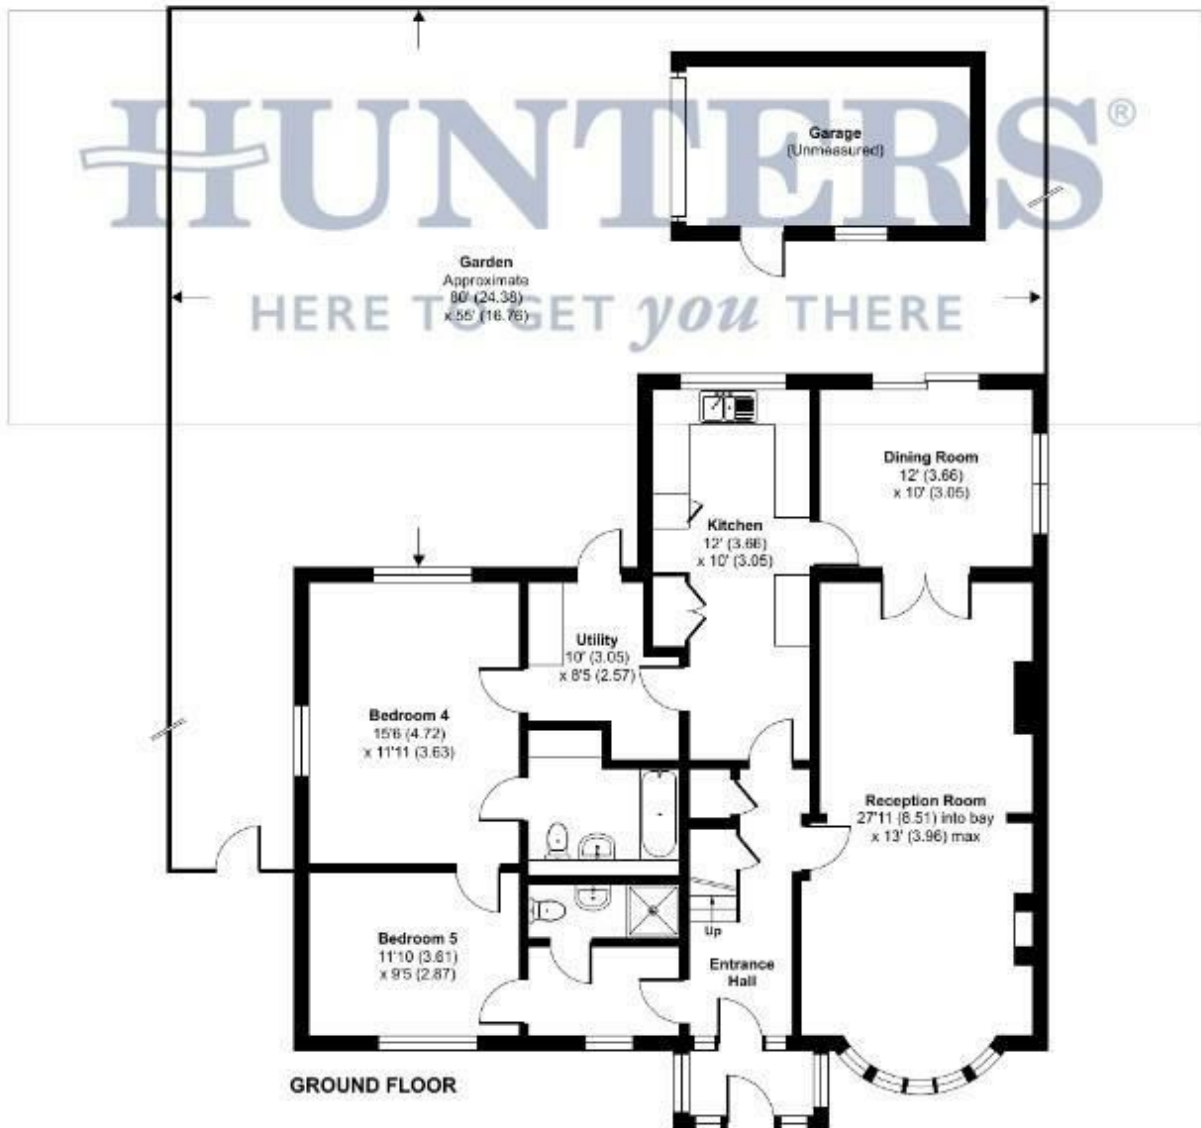 HUNTERS®
HERE TO GET you THERE
Garage
(Unmeasured)
Garden
Approximate
80' (24.38)
x 55' (16.76)
Dining Room
12' (3.66)
x 10' (3.05)
Kitchen
12' (3.66)
x 10' (3.05)
Utility
10' (3.05)
x 8'5 (2.57)
Bedroom 4
15'6 (4.72)
x 11'11 (3.63)
Reception Room
27'11 (8.51) into bay
x 13' (3.96) max
Bedroom 5
11'10 (3.61)
x 9'5 (2.87)
Up
Entrance
Hall
GROUND FLOOR